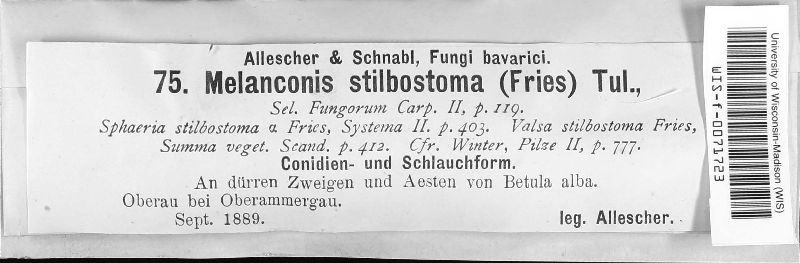 Allescher & Schnabl, Fungi bavarici.
75. Melanconis stilbostoma (Fries) Tul.,
Sel. Fungorum Carp. II, p. 119.
Sphaeria stilbostoma α Fries, Systema II. p. 403. Valsa stilbostoma Fries,
Summa veget. Scand. p. 412. Cfr. Winter, Pilze II, p. 777.
Conidien- und Schlauchform.
An dürren Zweigen und Aesten von Betula alba.
Oberau bei Oberammergau.
Sept. 1889. leg. Allescher.
University of Wisconsin-Madison (WIS)
WIS-f-0071723